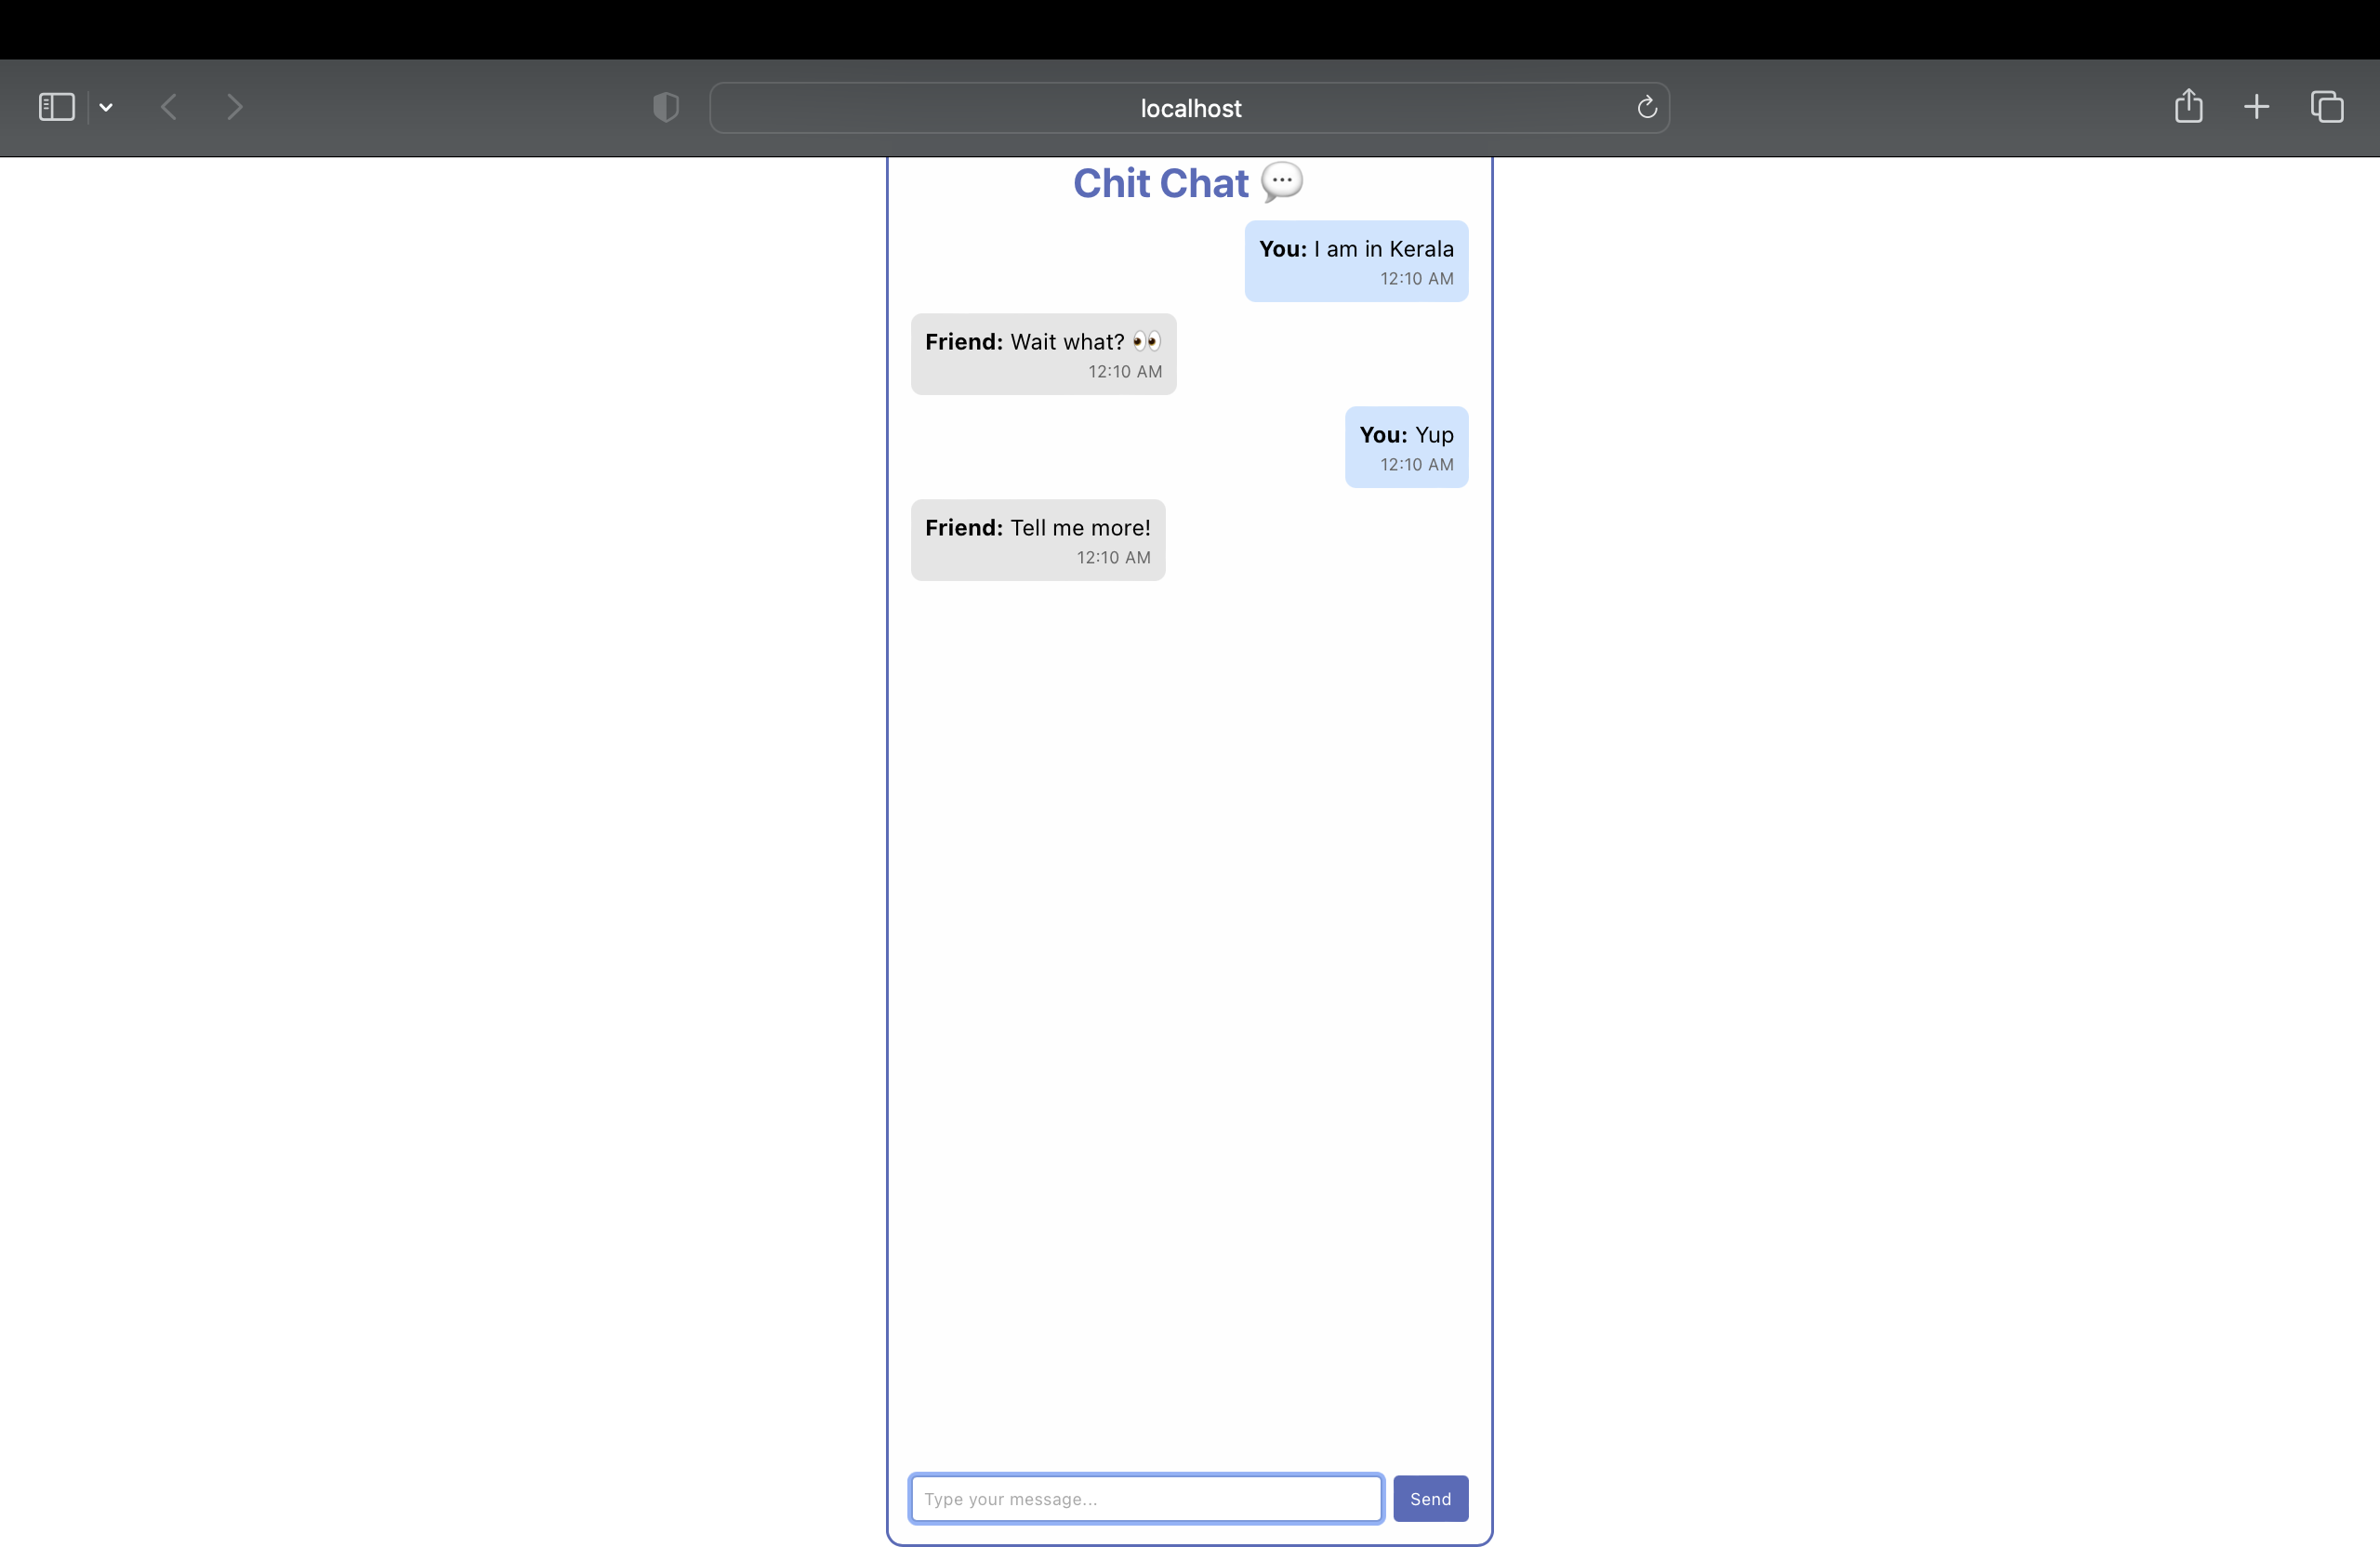 localhost
Chit Chat 💬
You: I am in Kerala
12:10 AM
Friend: Wait what? 👀
12:10 AM
You: Yup
12:10 AM
Friend: Tell me more!
12:10 AM
Type your message...
Send